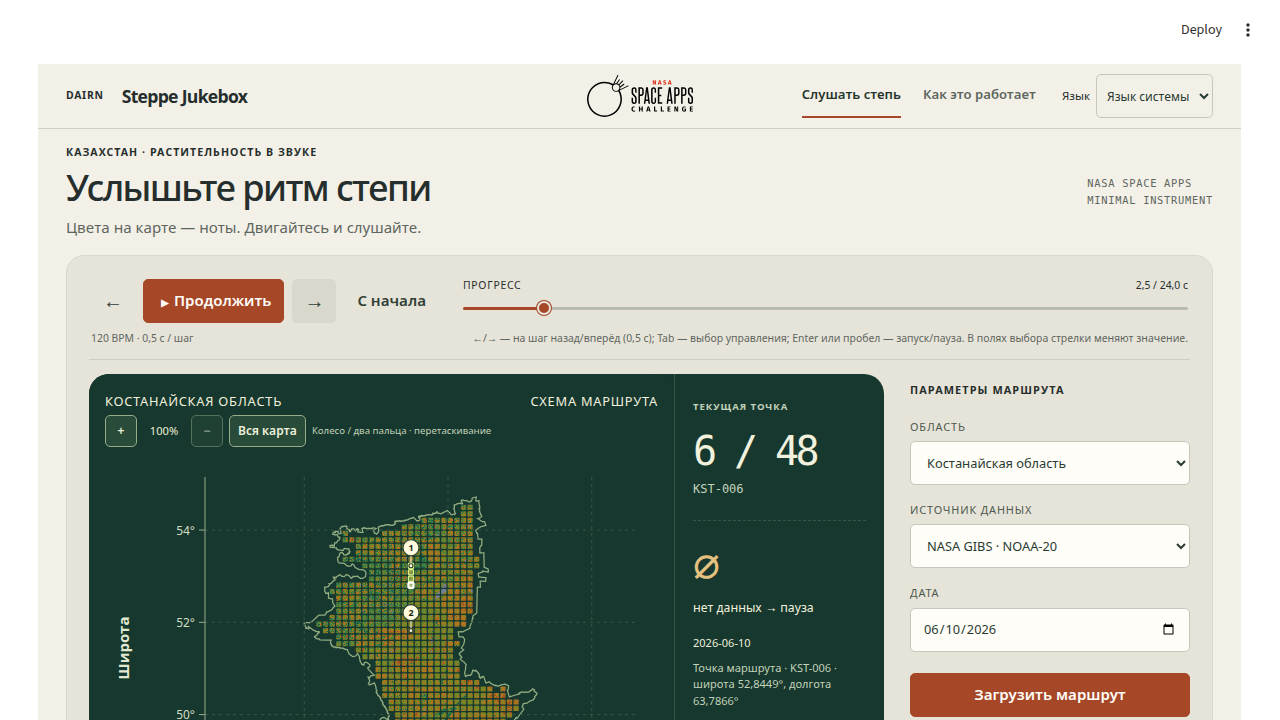 Deploy
DAIRN Steppe Jukebox
NASA
SPACE APPS
CHALLENGE
Слушать степь Как это работает Язык Язык системы
КАЗАХСТАН · РАСТИТЕЛЬНОСТЬ В ЗВУКЕ
Услышьте ритм степи
NASA SPACE APPS
MINIMAL INSTRUMENT
Цвета на карте — ноты. Двигайтесь и слушайте.
← ▶ Продолжить → С начала
ПРОГРЕСС 2,5 / 24,0 с
120 BPM · 0,5 с / шаг
←/→ — на шаг назад/вперёд (0,5 с); Tab — выбор управления; Enter или пробел — запуск/пауза. В полях выбора стрелки меняют значение.
КОСТАНАЙСКАЯ ОБЛАСТЬ СХЕМА МАРШРУТА
+ 100% − Вся карта Колесо / два пальца · перетаскивание
54°
52°
50°
Широта
1
2
ТЕКУЩАЯ ТОЧКА
6 / 48
KST-006
∅
нет данных → пауза
2026-06-10
Точка маршрута · KST-006 ·
широта 52,8449°, долгота
63,7866°
ПАРАМЕТРЫ МАРШРУТА
ОБЛАСТЬ
Костанайская область
ИСТОЧНИК ДАННЫХ
NASA GIBS · NOAA-20
ДАТА
06/10/2026
Загрузить маршрут